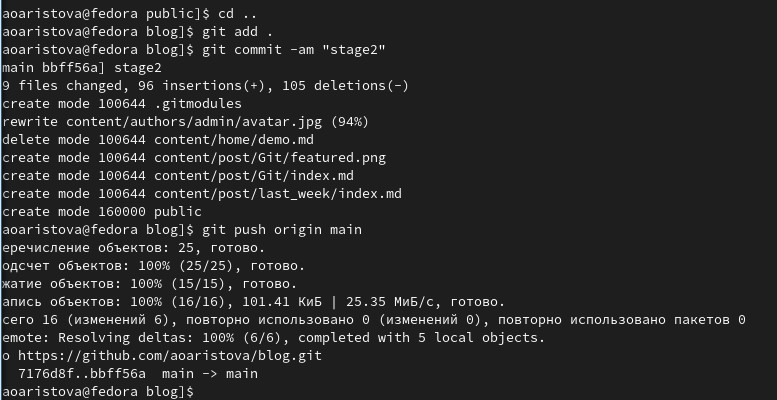 aoaristova@fedora public]$ cd ..
aoaristova@fedora blog]$ git add .
aoaristova@fedora blog]$ git commit -am "stage2"
main bbff56a] stage2
9 files changed, 96 insertions(+), 105 deletions(-)
create mode 100644 .gitmodules
rewrite content/authors/admin/avatar.jpg (94%)
delete mode 100644 content/home/demo.md
create mode 100644 content/post/Git/featured.png
create mode 100644 content/post/Git/index.md
create mode 100644 content/post/last_week/index.md
create mode 160000 public
aoaristova@fedora blog]$ git push origin main
еречисление объектов: 25, готово.
одсчет объектов: 100% (25/25), готово.
жатие объектов: 100% (15/15), готово.
апись объектов: 100% (16/16), 101.41 КиБ | 25.35 МиБ/с, готово.
сего 16 (изменений 6), повторно использовано 0 (изменений 0), повторно использовано пакетов 0
emote: Resolving deltas: 100% (6/6), completed with 5 local objects.
o https://github.com/aoaristova/blog.git
7176d8f..bbff56a  main -> main
aoaristova@fedora blog]$